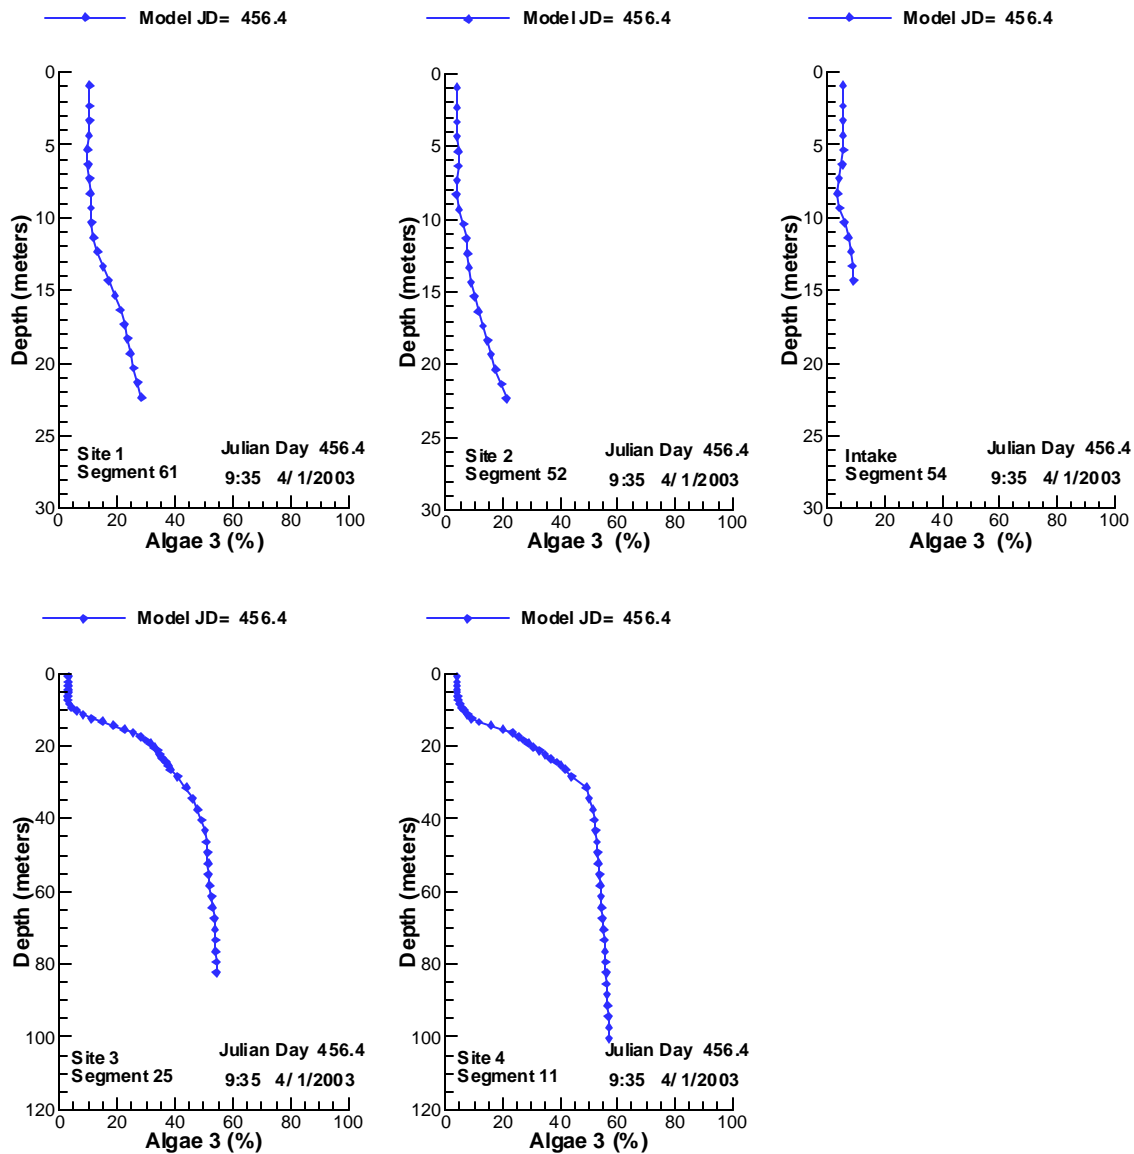 Model JD= 456.4
Model JD= 456.4
Model JD= 456.4
0
5
10
15
20
25
30
Depth (meters)
Site 1
Segment 61
Julian Day 456.4
9:35 4/ 1/2003
0 20 40 60 80 100
Algae 3 (%)
0
5
10
15
20
25
30
Depth (meters)
Site 2
Segment 52
Julian Day 456.4
9:35 4/ 1/2003
0 20 40 60 80 100
Algae 3 (%)
0
5
10
15
20
25
30
Depth (meters)
Intake
Segment 54
Julian Day 456.4
9:35 4/ 1/2003
0 20 40 60 80 100
Algae 3 (%)
Model JD= 456.4
Model JD= 456.4
0
20
40
60
80
100
120
Depth (meters)
Site 3
Segment 25
Julian Day 456.4
9:35 4/ 1/2003
0 20 40 60 80 100
Algae 3 (%)
0
20
40
60
80
100
120
Depth (meters)
Site 4
Segment 11
Julian Day 456.4
9:35 4/ 1/2003
0 20 40 60 80 100
Algae 3 (%)